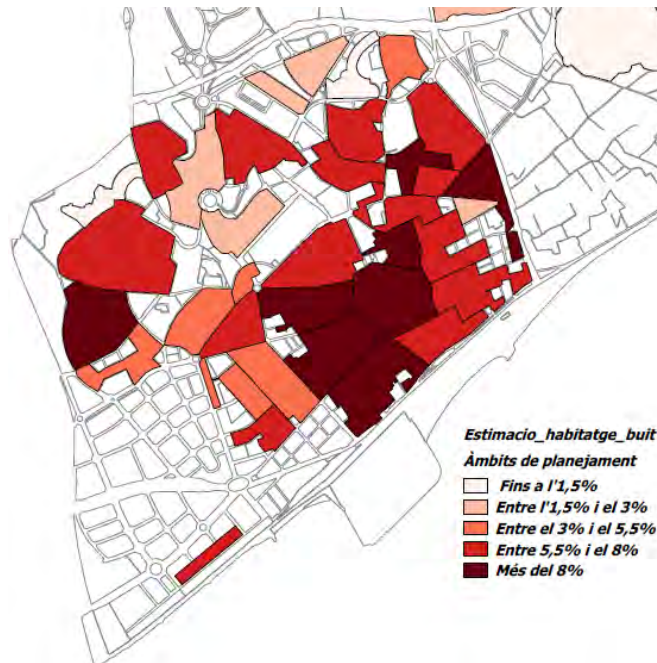 Estimacio_habitatge_buit
Àmbits de planejament
Fins a l'1,5%
Entre l'1,5% i el 3%
Entre el 3% i el 5,5%
Entre 5,5% i el 8%
Més del 8%